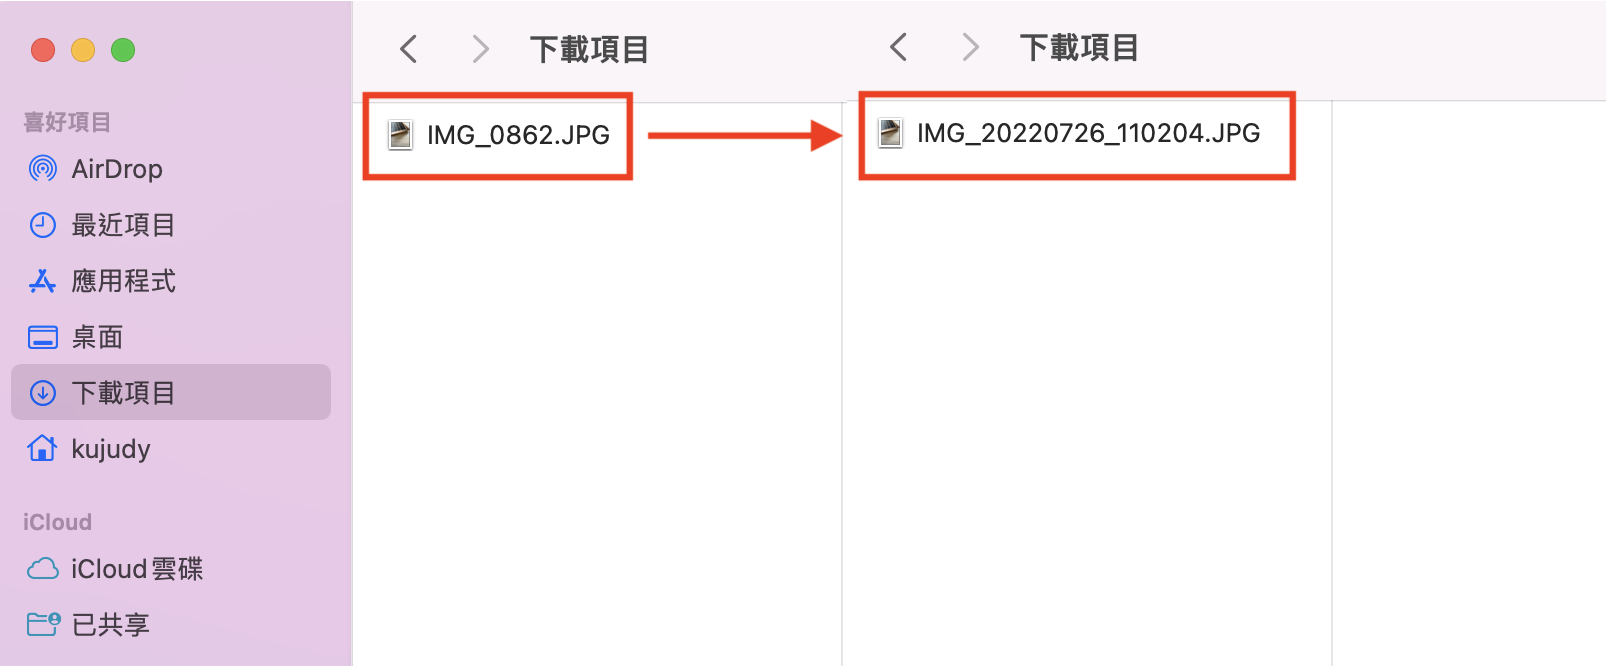 喜好項目
AirDrop
最近項目
應用程式
桌面
下載項目
kujudy
iCloud
iCloud雲碟
已共享
下載項目
IMG_0862.JPG
下載項目
IMG_20220726_110204.JPG